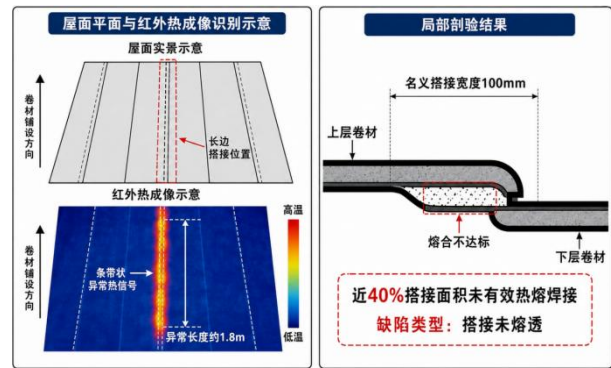 屋面平面与红外热成像识别示意
屋面实景示意
卷材铺设方向
长边
搭接位置
红外热成像示意
卷材铺设方向
条带状
异常热信号
异常长度约1.8m
高温
低温
局部剖验结果
名义搭接宽度100mm
上层卷材
熔合不达标
下层卷材
近40%搭接面积未有效热熔焊接
缺陷类型：搭接未熔透